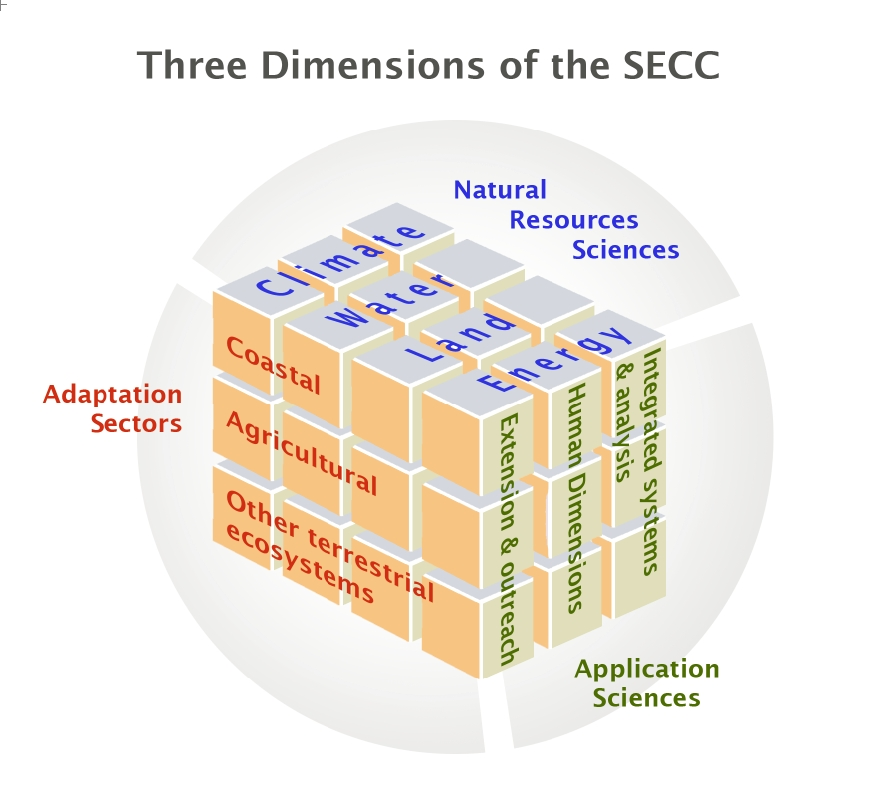 Three Dimensions of the SECC
Natural
Resources
Sciences
Climate
Water
Land
Energy
Adaptation
Sectors
Coastal
Agricultural
Other terrestrial
ecosystems
Extension & outreach
Human Dimensions
Integrated systems
& analysis
Application
Sciences